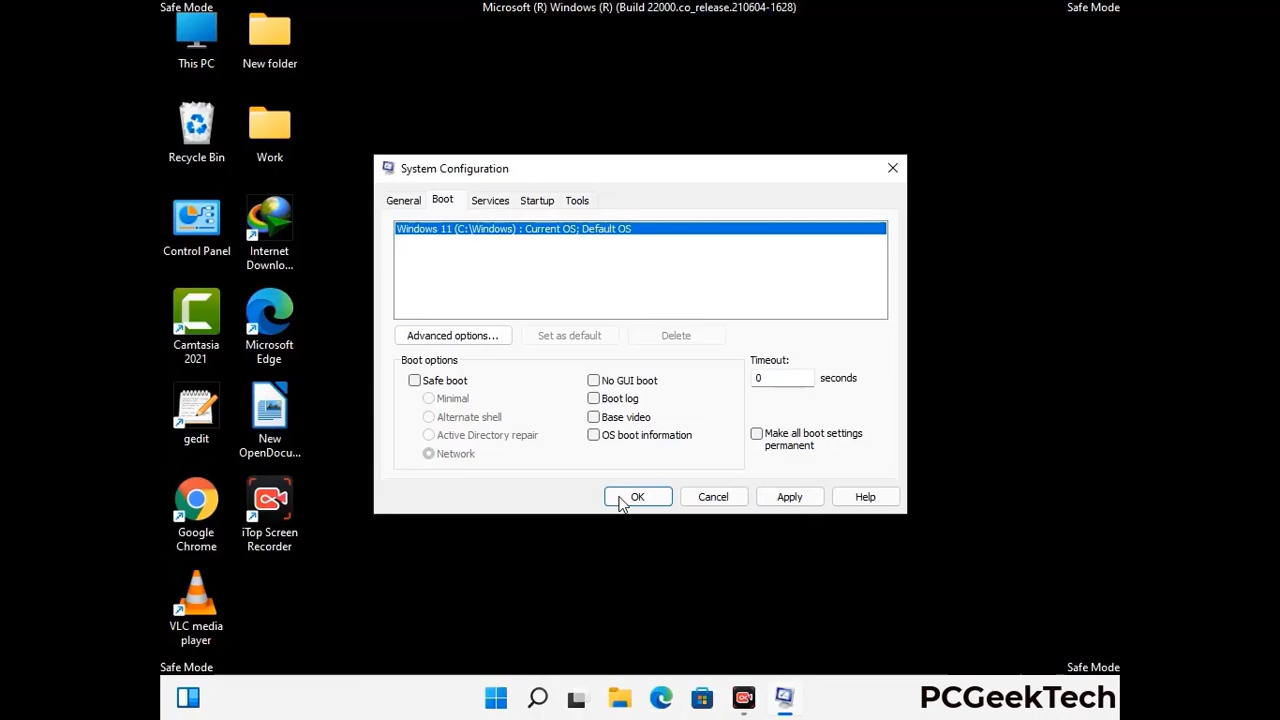 Safe Mode
Microsoft (R) Windows (R) (Build 22000.co_release.210604-1628)
Safe Mode
This PC
New folder
Recycle Bin
Work
Control Panel
Internet
Downlo...
Camtasia
2021
Microsoft
Edge
gedit
New
OpenDocu...
Google
Chrome
iTop Screen
Recorder
VLC media
player
System Configuration
General
Boot
Services
Startup
Tools
Windows 11 (C:\Windows) : Current OS; Default OS
Advanced options...
Set as default
Delete
Boot options
Safe boot
Minimal
Alternate shell
Active Directory repair
Network
No GUI boot
Boot log
Base video
OS boot information
Timeout:
0 seconds
Make all boot settings
permanent
OK
Cancel
Apply
Help
Safe Mode
Safe Mode
PCGeekTech